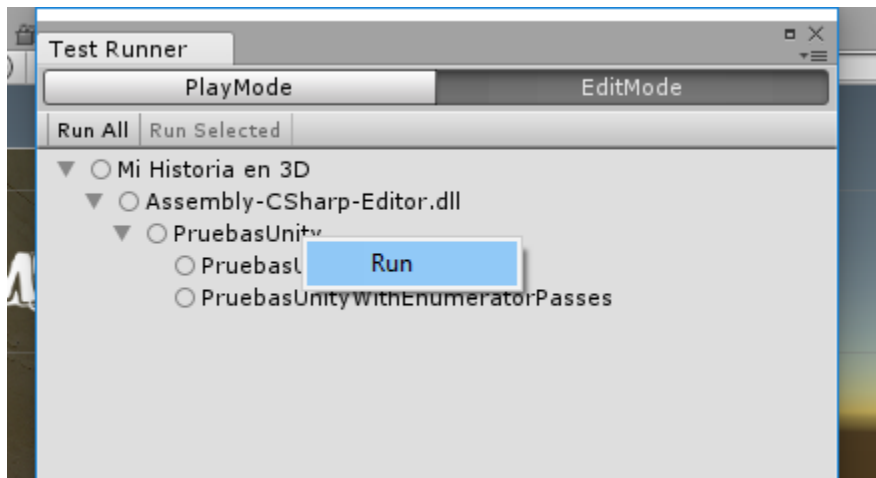 Test Runner
PlayMode EditMode
Run All Run Selected
Mi Historia en 3D
Assembly-CSharp-Editor.dll
PruebasUnity
Run
PruebasUnityWithEnumeratorPasses